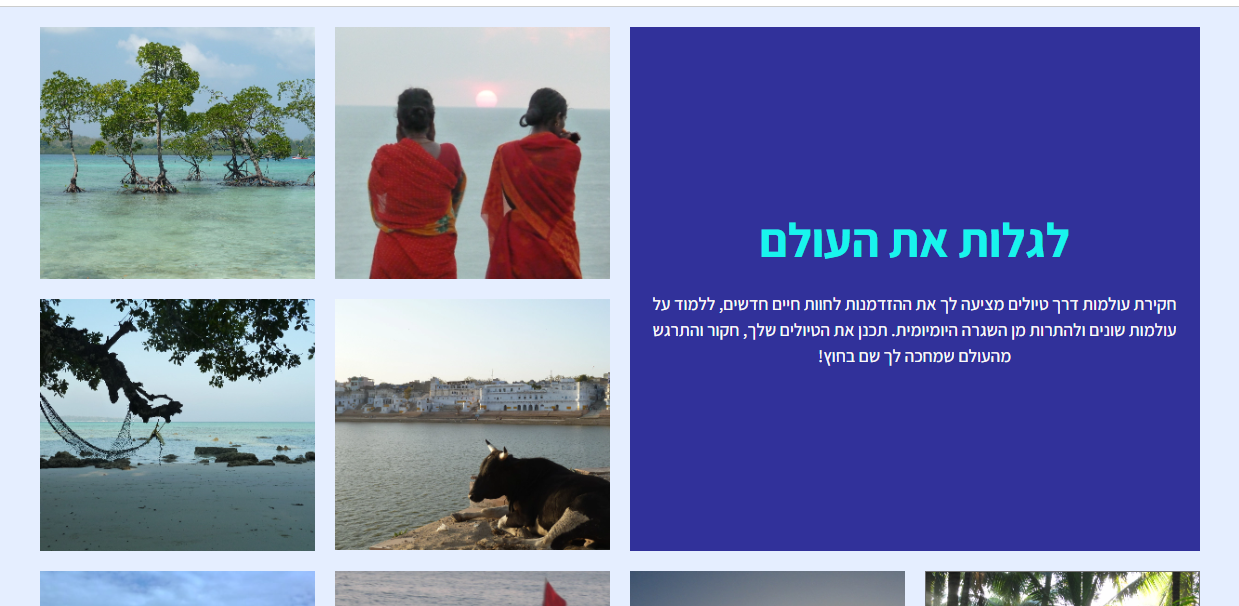 לגלות את העולם
חקירת עולמות דרך טיולים מציעה לך את ההזדמנות לחוות חיים חדשים, ללמוד על
עולמות שונים ולהתרות מן השגרה היומיומית. תכנן את הטיולים שלך, חקור והתרגש
מהעולם שמחכה לך שם בחוץ!